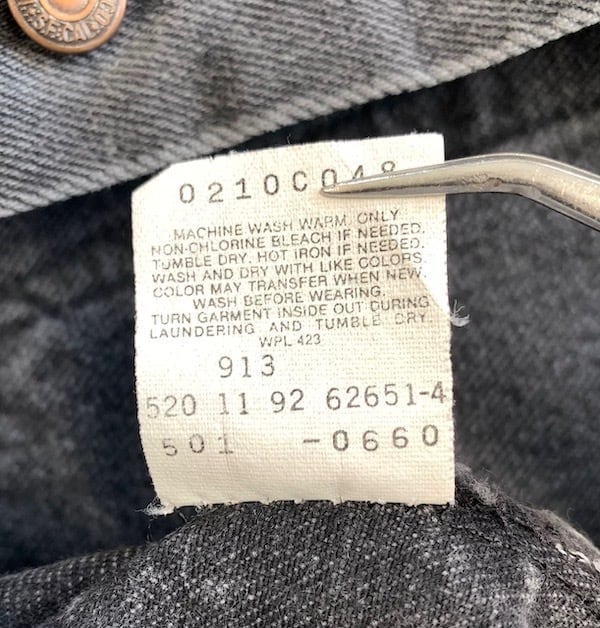 0210C048
MACHINE WASH WARM ONLY
NON-CHLORINE BLEACH IF NEEDED.
TUMBLE DRY. HOT IRON IF NEEDED.
WASH AND DRY WITH LIKE COLORS.
COLOR MAY TRANSFER WHEN NEW.
WASH BEFORE WEARING.
TURN GARMENT INSIDE OUT DURING
LAUNDERING AND TUMBLE DRY
WPL 423
913
520 11 92 62651-4
501 -0660